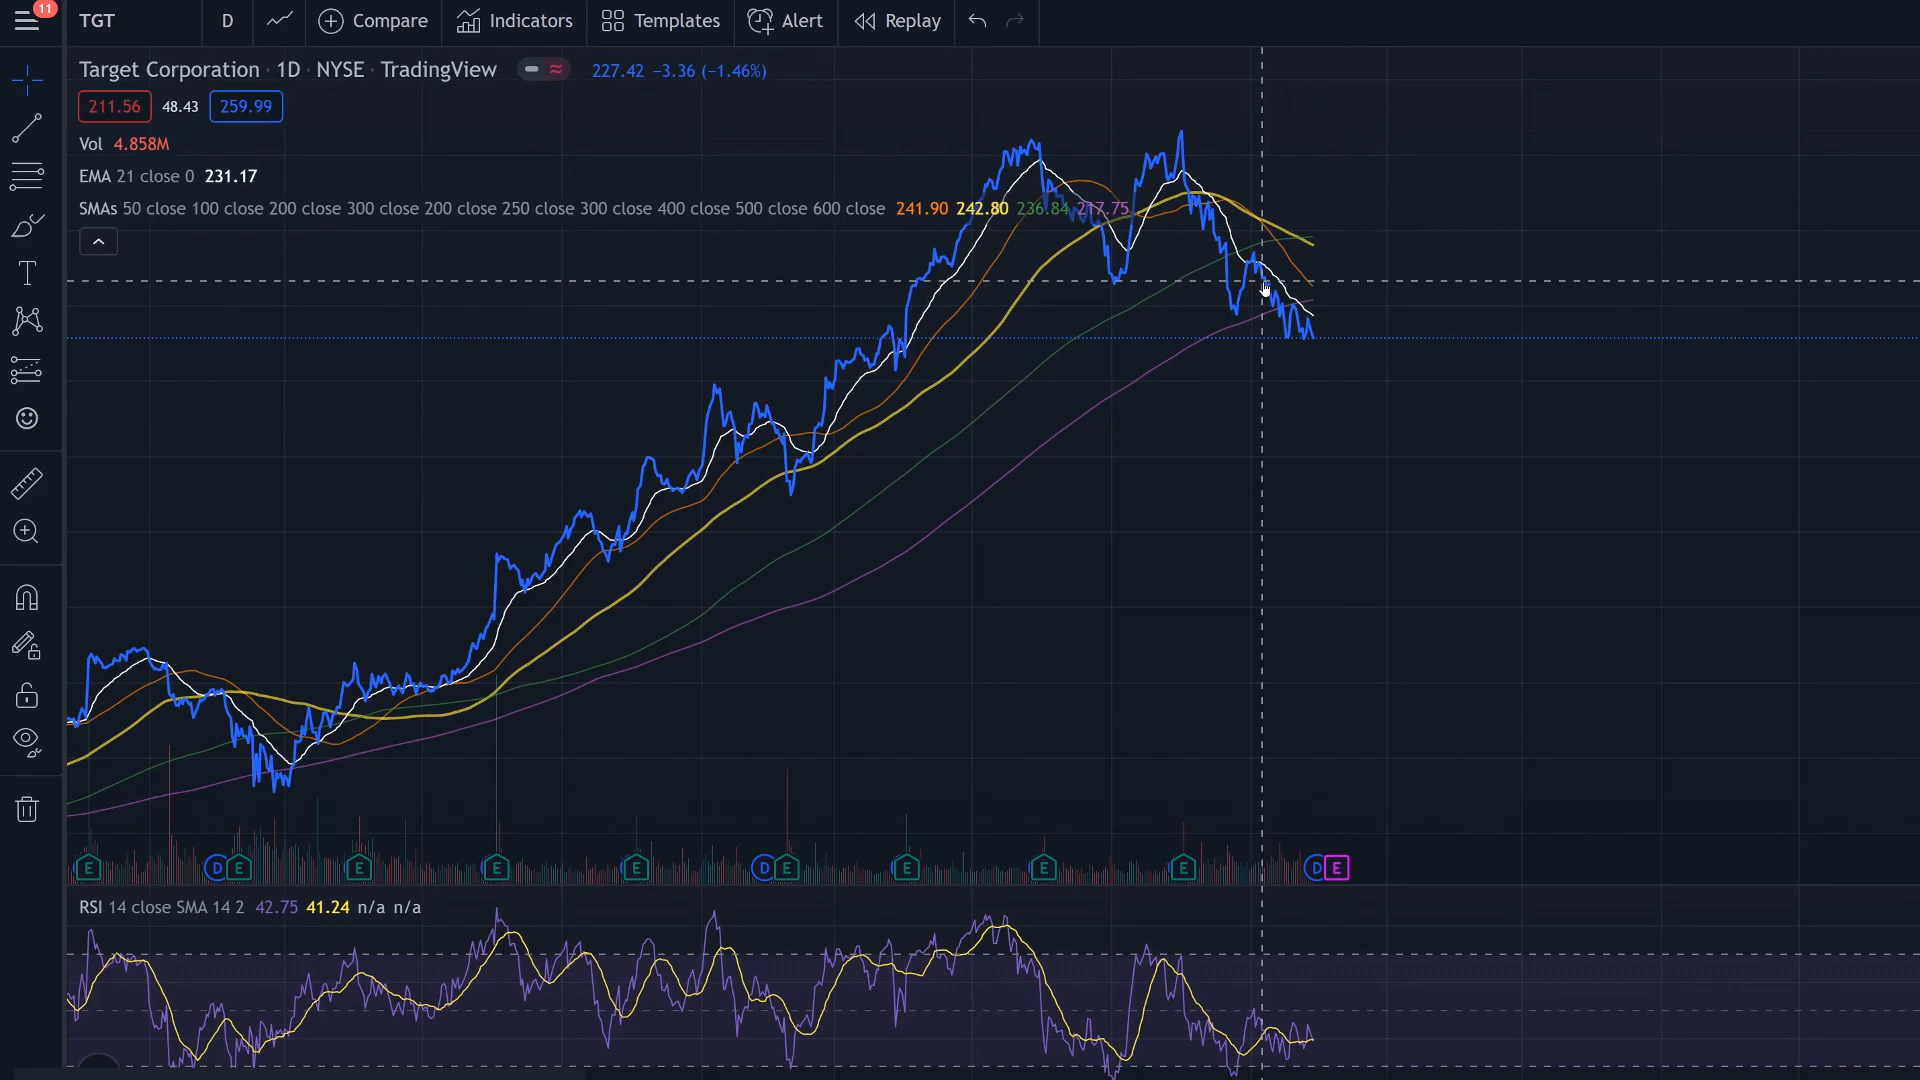 11
TGT D Compare Indicators Templates Alert Replay
Target Corporation · 1D · NYSE · TradingView 227.42 −3.36 (−1.46%)
211.56 48.43 259.99
Vol 4.858M
EMA 21 close 0 231.17
SMAs 50 close 100 close 200 close 300 close 200 close 250 close 300 close 400 close 500 close 600 close 241.90 242.80 236.84 217.75
E D E E E E D E E E E D E
RSI 14 close SMA 14 2 42.75 41.24 n/a n/a